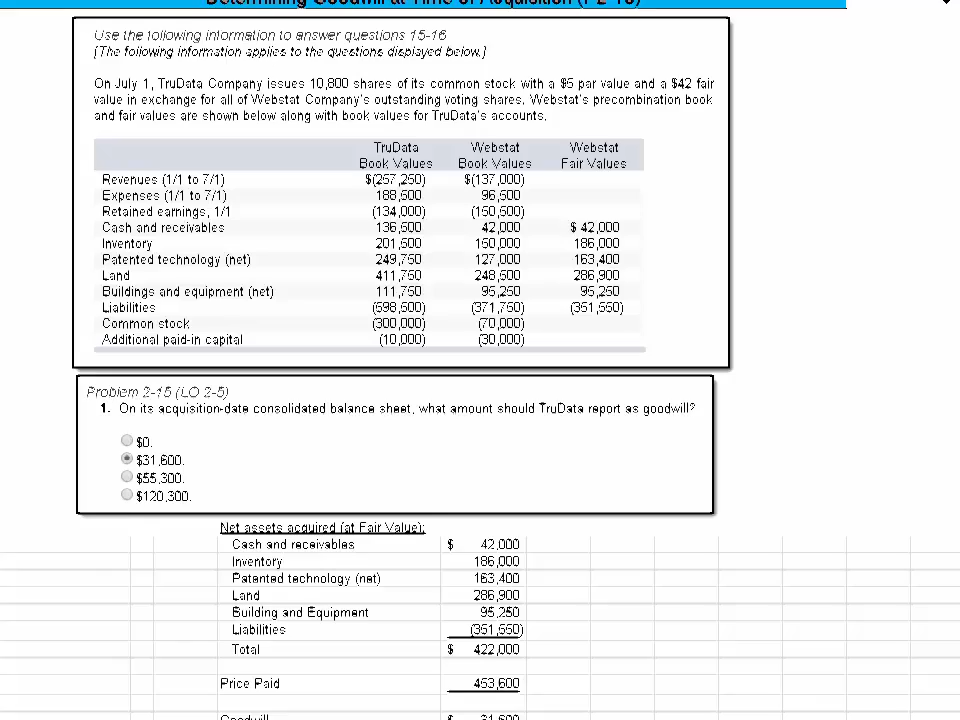 Determining Goodwill at Time of Acquisition (P2-15)
Use the following information to answer questions 15-16
[The following information applies to the questions displayed below.]
On July 1, TruData Company issues 10,800 shares of its common stock with a $5 par value and a $42 fair
value in exchange for all of Webstat Company's outstanding voting shares. Webstat's precombination book
and fair values are shown below along with book values for TruData's accounts.
TruData Webstat Webstat
Book Values Book Values Fair Values
Revenues (1/1 to 7/1) $(257,250) $(137,000)
Expenses (1/1 to 7/1) 188,500 96,500
Retained earnings, 1/1 (134,000) (150,500)
Cash and receivables 136,500 42,000 $ 42,000
Inventory 201,500 150,000 186,000
Patented technology (net) 249,750 127,000 163,400
Land 411,750 248,500 286,900
Buildings and equipment (net) 111,750 95,250 95,250
Liabilities (598,500) (371,750) (351,550)
Common stock (300,000) (70,000)
Additional paid-in capital (10,000) (30,000)
Problem 2-15 (LO 2-5)
1. On its acquisition-date consolidated balance sheet, what amount should TruData report as goodwill?
$0.
$31,600.
$55,300.
$120,300.
Net assets acquired (at Fair Value):
Cash and receivables $ 42,000
Inventory 186,000
Patented technology (net) 163,400
Land 286,900
Building and Equipment 95,250
Liabilities (351,550)
Total $ 422,000
Price Paid 453,600
Goodwill $ 31,600